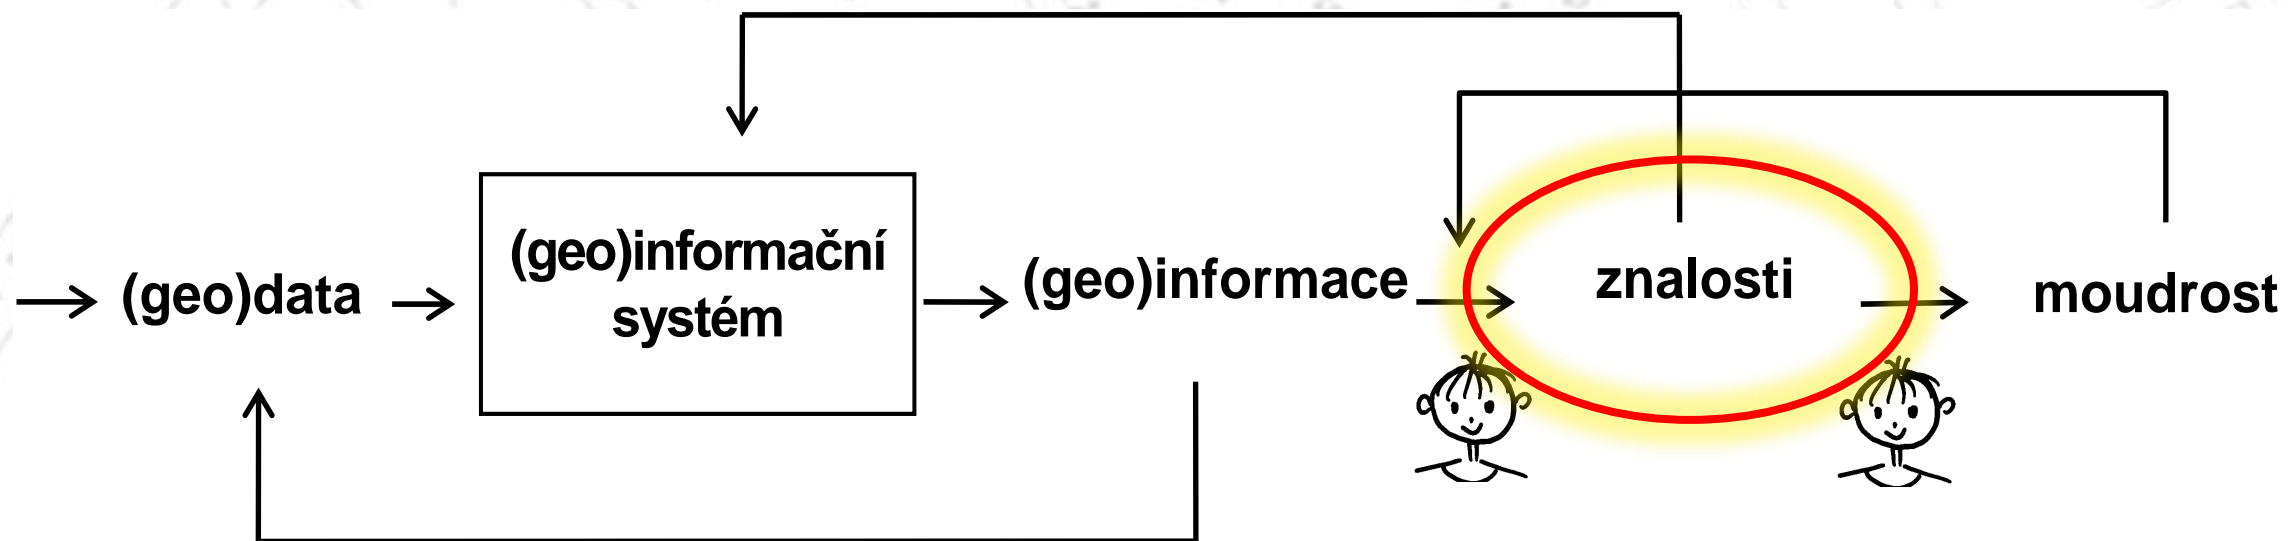 (geo)data
(geo)informační
systém
(geo)informace
znalosti
moudrost